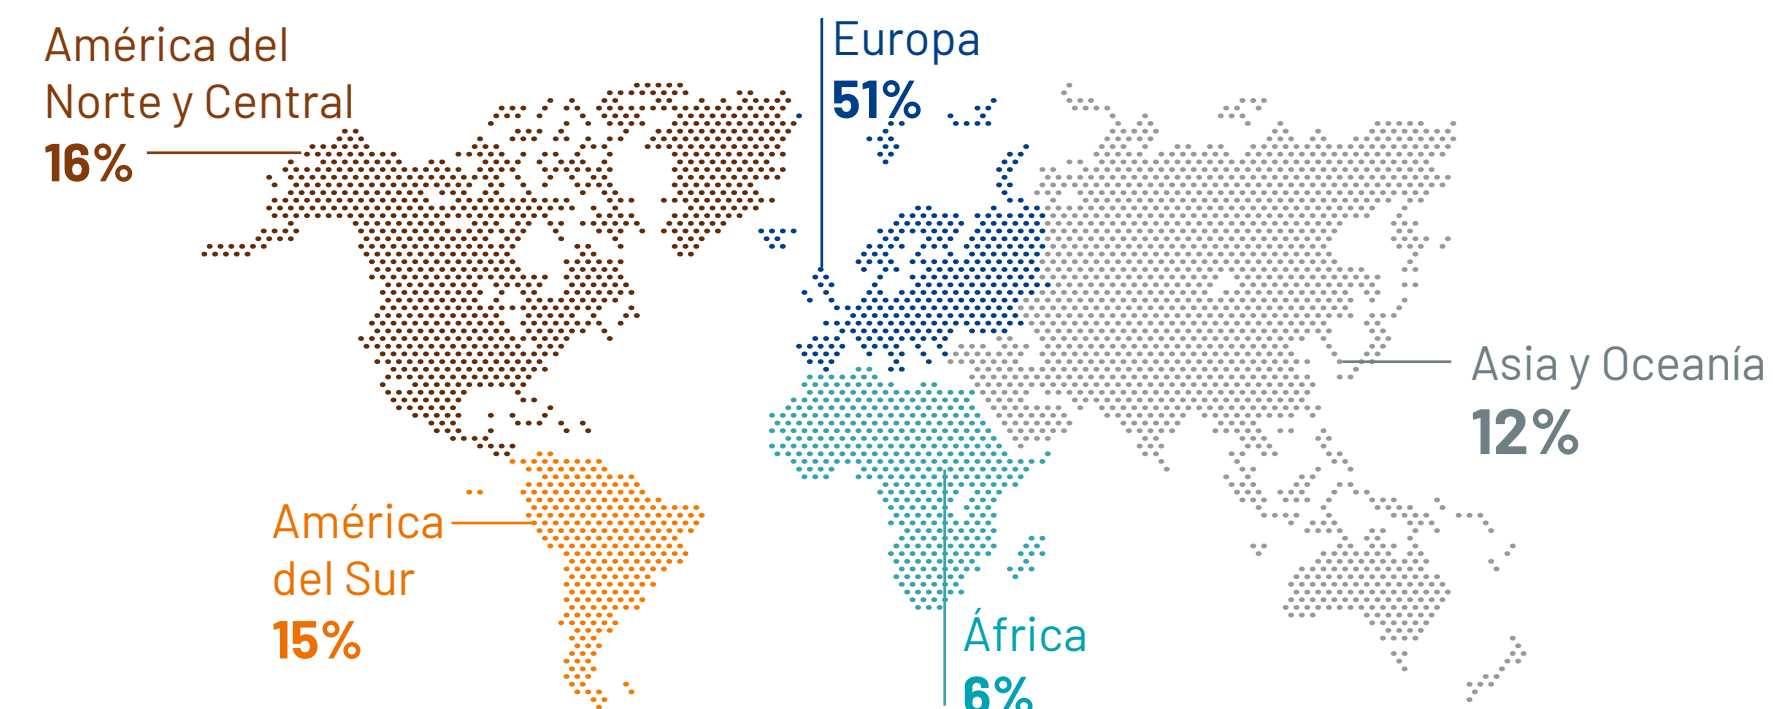 América del
Norte y Central
16%
Europa
51%
Asia y Oceanía
12%
América
del Sur
15%
África
6%